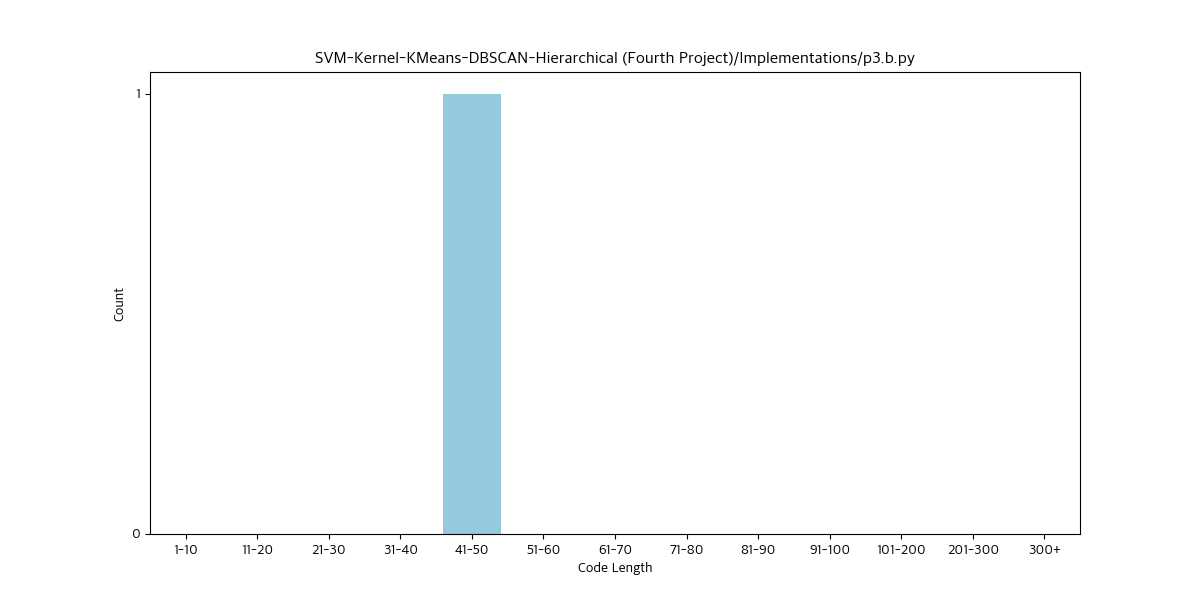 SVM-Kernel-KMeans-DBSCAN-Hierarchical (Fourth Project)/Implementations/p3.b.py
1
Count
0
1-10 11-20 21-30 31-40 41-50 51-60 61-70 71-80 81-90 91-100 101-200 201-300 300+
Code Length